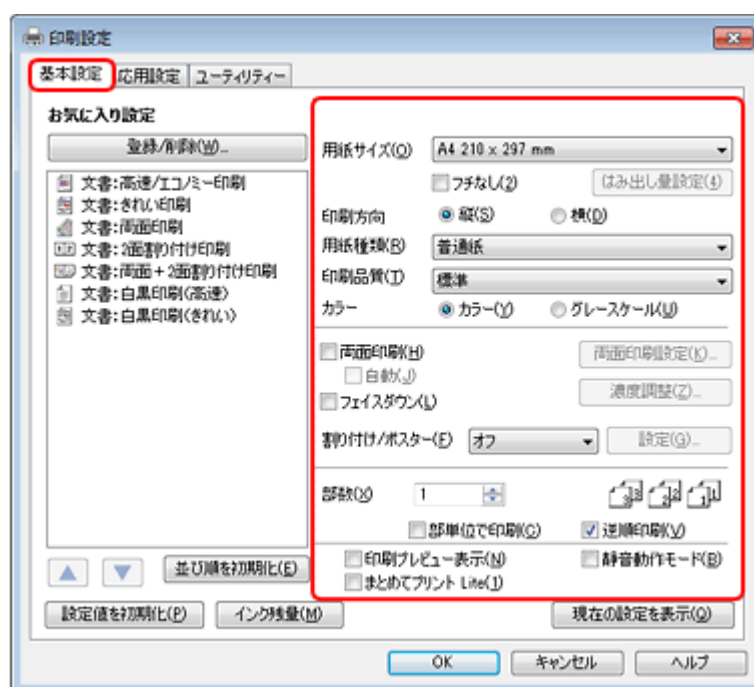 印刷設定
基本設定 応用設定 ユーティリティー
お気に入り設定
登録/削除(W)...
文書:高速/エコノミー印刷
文書:きれい印刷
文書:両面印刷
文書:2面割り付け印刷
文書:両面+2面割り付け印刷
文書:白黒印刷(高速)
文書:白黒印刷(きれい)
並び順を初期化(E)
用紙サイズ(O) A4 210 x 297 mm
フチなし(2) はみ出し量設定(4)
印刷方向 縦(S) 横(D)
用紙種類(R) 普通紙
印刷品質(T) 標準
カラー カラー(Y) グレースケール(U)
両面印刷(H) 両面印刷設定(K)...
自動(J)
濃度調整(Z)...
フェイスダウン(L)
割り付け/ポスター(F) オフ 設定(G)...
部数(X) 1
部単位で印刷(C) 逆順印刷(V)
印刷プレビュー表示(N) 静音動作モード(B)
まとめてプリント Lite(1)
設定値を初期化(P) インク残量(M) 現在の設定を表示(Q)
OK キャンセル ヘルプ